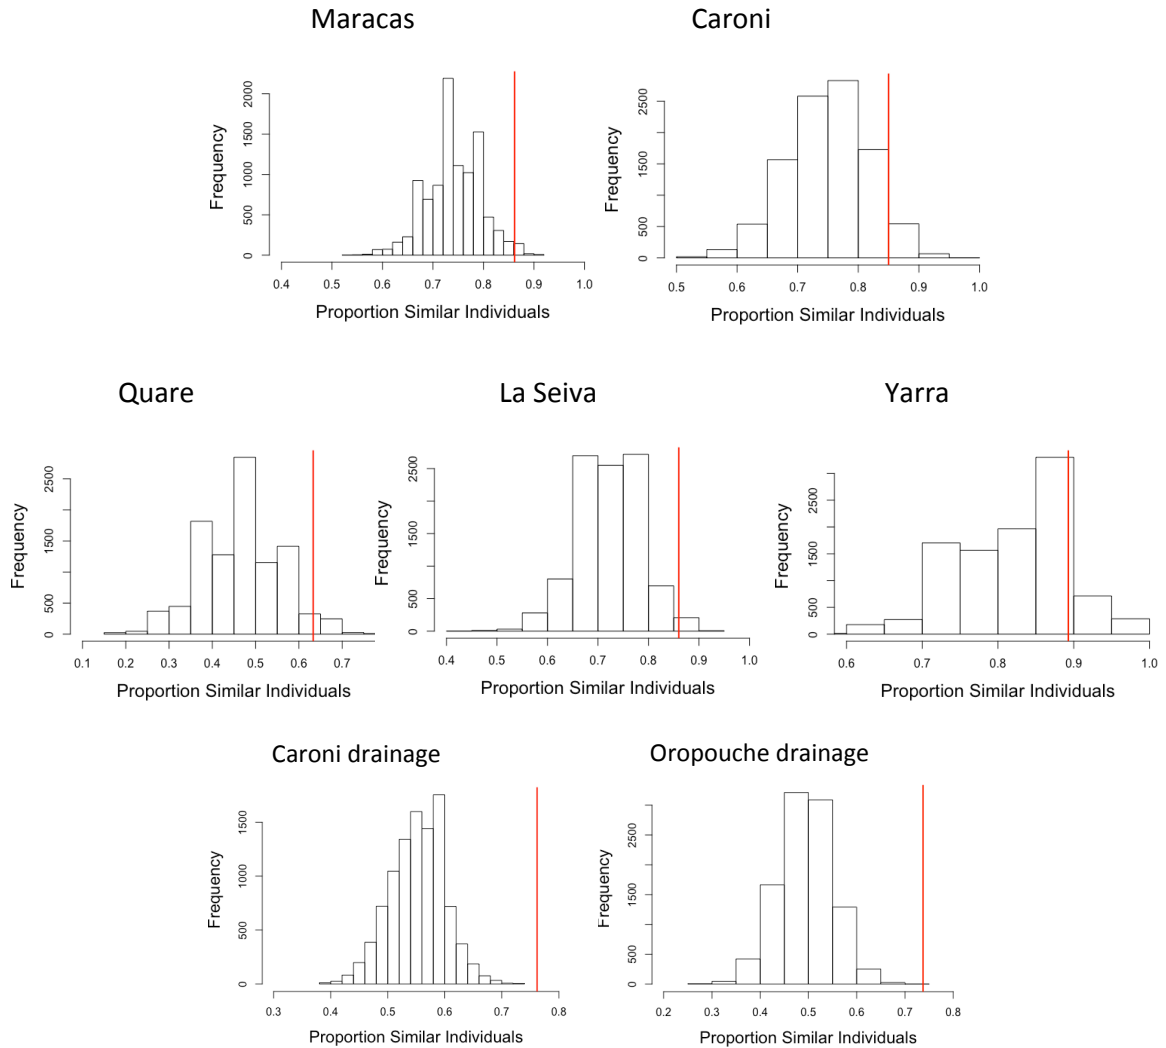 Maracas
Caroni
Frequency
0 500 1000 1500 2000
0.4 0.5 0.6 0.7 0.8 0.9 1.0
Proportion Similar Individuals
Frequency
0 500 1500 2500
0.5 0.6 0.7 0.8 0.9 1.0
Proportion Similar Individuals
Quare
La Seiva
Yarra
Frequency
0 500 1500 2500
0.1 0.2 0.3 0.4 0.5 0.6 0.7
Proportion Similar Individuals
Frequency
0 500 1500 2500
0.4 0.5 0.6 0.7 0.8 0.9 1.0
Proportion Similar Individuals
Frequency
0 500 1500 2500
0.6 0.7 0.8 0.9 1.0
Proportion Similar Individuals
Caroni drainage
Oropouche drainage
Frequency
0 500 1000 1500
0.3 0.4 0.5 0.6 0.7 0.8
Proportion Similar Individuals
Frequency
0 500 1500 2500
0.2 0.3 0.4 0.5 0.6 0.7 0.8
Proportion Similar Individuals